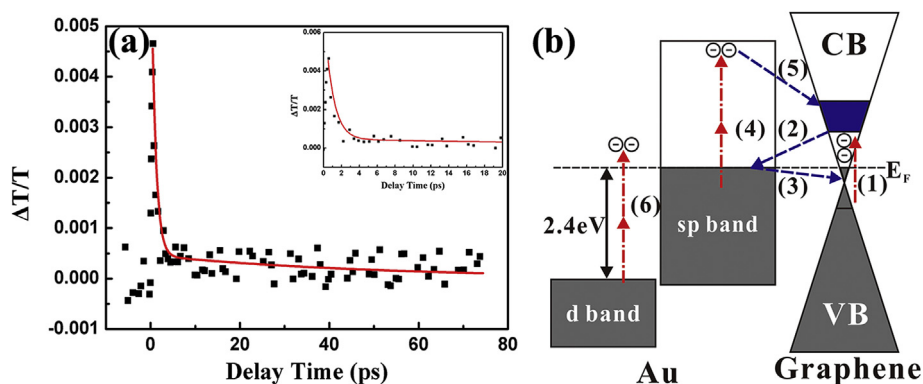 (a)
ΔT/T
0.005
0.004
0.003
0.002
0.001
0.000
-0.001
0
20
40
60
80
Delay Time (ps)
ΔT/T
0.006
0.004
0.002
0.000
0 2 4 6 8 10 12 14 16 18 20
Delay Time (ps)
(b)
CB
(5)
(4)
(2)
E_F
(3)
(1)
(6)
2.4eV
sp band
d band
VB
Au
Graphene